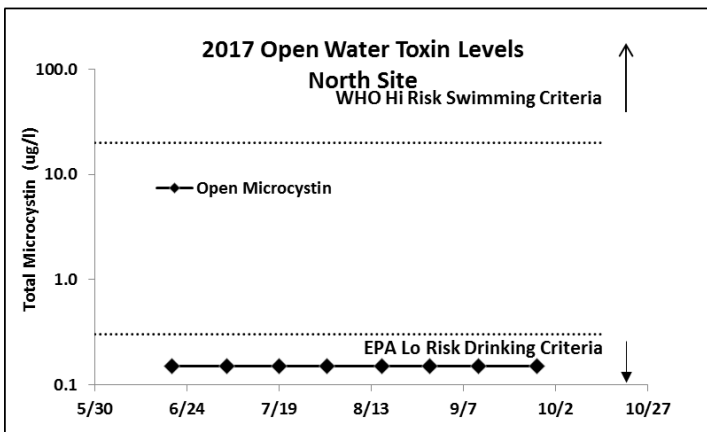 2017 Open Water Toxin Levels
North Site
WHO Hi Risk Swimming Criteria
Total Microcystin (ug/l)
100.0
10.0
1.0
0.1
Open Microcystin
EPA Lo Risk Drinking Criteria
5/30 6/24 7/19 8/13 9/7 10/2 10/27